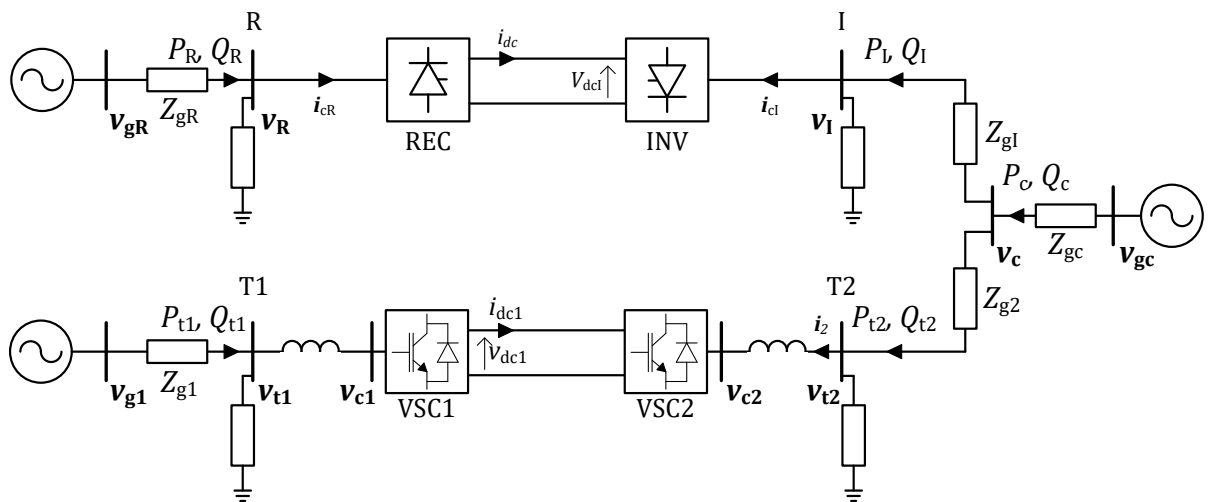 R
I
P_R, Q_R
i_dc
P_I, Q_I
V_dcI
Z_gR
i_cR
i_cI
v_gR
v_R
REC
INV
v_I
Z_gI
P_c, Q_c
Z_gc
v_c
v_gc
T1
T2
Z_g2
P_t1, Q_t1
i_dc1
i_2
P_t2, Q_t2
v_dc1
Z_g1
v_g1
v_t1
v_c1
VSC1
VSC2
v_c2
v_t2